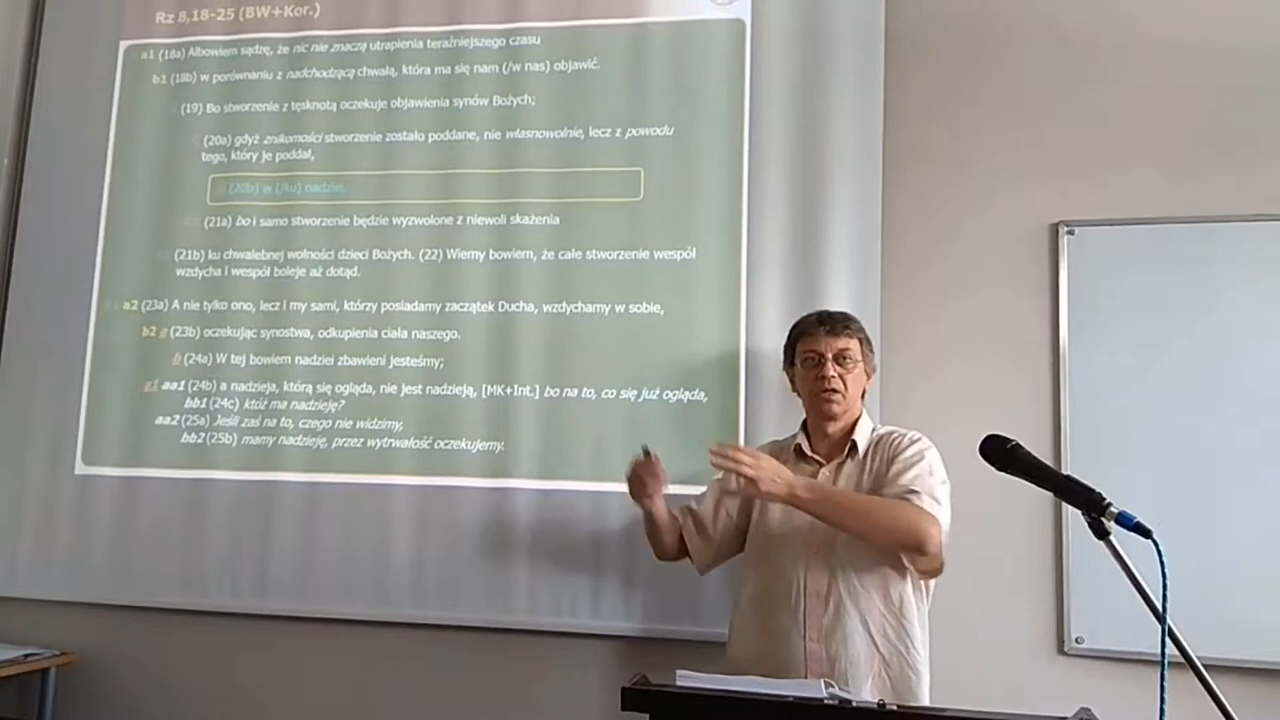 Rz 8,18-25 (BW+Kor.)
a1 (18a) Albowiem sądzę, że nic nie znaczą utrapienia teraźniejszego czasu
b1 (18b) w porównaniu z nadchodzącą chwałą, która ma się nam (/w nas) objawić.
(19) Bo stworzenie z tęsknotą oczekuje objawienia synów Bożych;
(20a) gdyż znikomości stworzenie zostało poddane, nie własnowolnie, lecz z powodu
tego, który je poddał,
(20b) w (/ku) nadziei,
(21a) bo i samo stworzenie będzie wyzwolone z niewoli skażenia
(21b) ku chwalebnej wolności dzieci Bożych. (22) Wiemy bowiem, że całe stworzenie wespół
wzdycha i wespół boleje aż dotąd.
a2 (23a) A nie tylko ono, lecz i my sami, którzy posiadamy zaczątek Ducha, wzdychamy w sobie,
b2 a (23b) oczekując synostwa, odkupienia ciała naszego.
b (24a) W tej bowiem nadziei zbawieni jesteśmy;
aa1 (24b) a nadzieja, którą się ogląda, nie jest nadzieją, [MK+Int.] bo na to, co się już ogląda,
bb1 (24c) któż ma nadzieję?
aa2 (25a) Jeśli zaś na to, czego nie widzimy,
bb2 (25b) mamy nadzieję, przez wytrwałość oczekujemy.